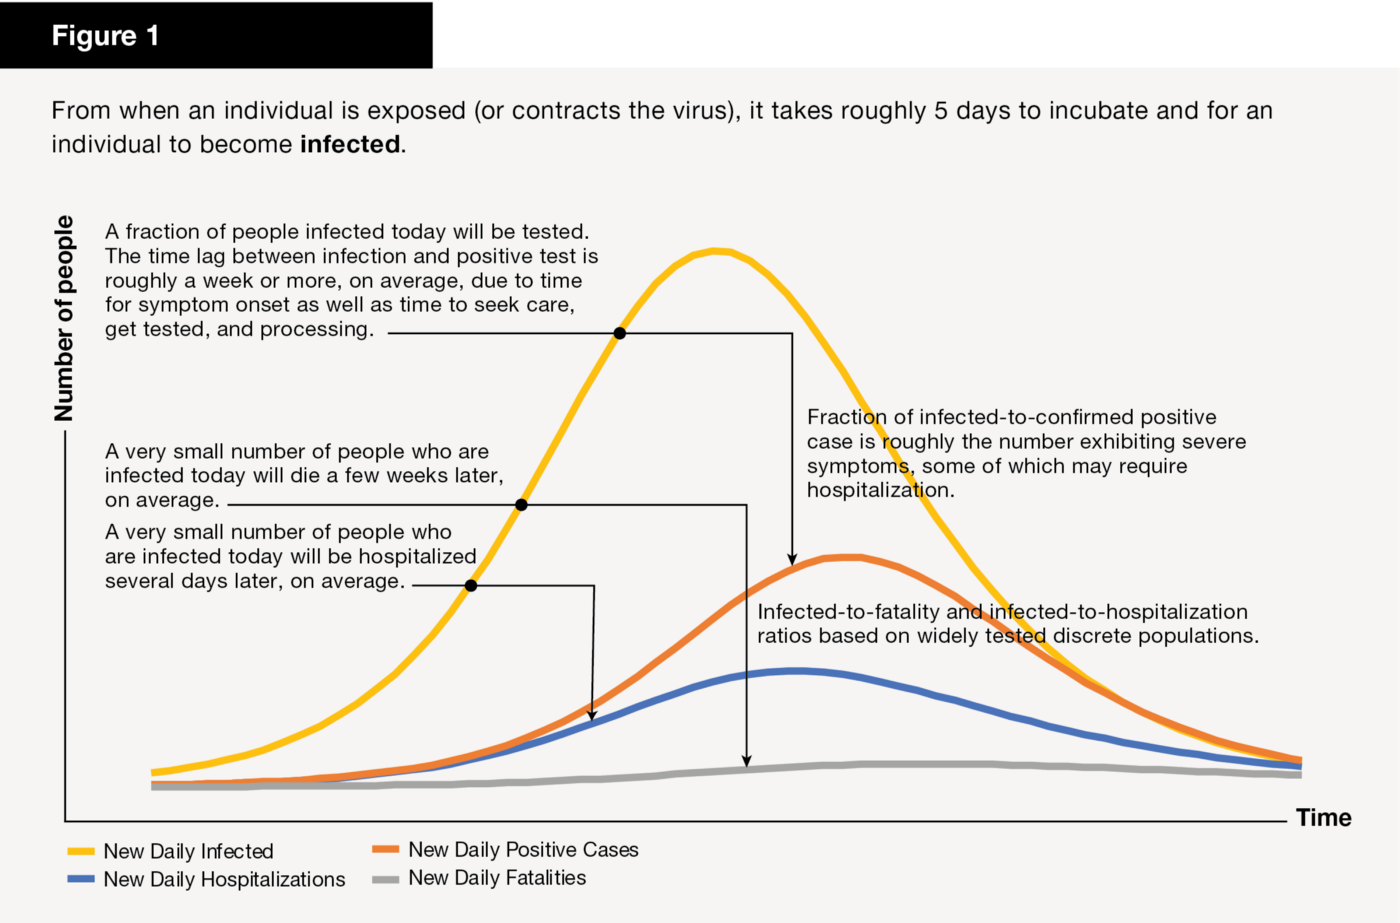 Figure 1
From when an individual is exposed (or contracts the virus), it takes roughly 5 days to incubate and for an
individual to become infected.
Number of people
A fraction of people infected today will be tested.
The time lag between infection and positive test is
roughly a week or more, on average, due to time
for symptom onset as well as time to seek care,
get tested, and processing.
Fraction of infected-to-confirmed positive
case is roughly the number exhibiting severe
symptoms, some of which may require
hospitalization.
A very small number of people who are
infected today will die a few weeks later,
on average.
A very small number of people who
are infected today will be hospitalized
several days later, on average.
Infected-to-fatality and infected-to-hospitalization
ratios based on widely tested discrete populations.
Time
New Daily Infected
New Daily Positive Cases
New Daily Hospitalizations
New Daily Fatalities